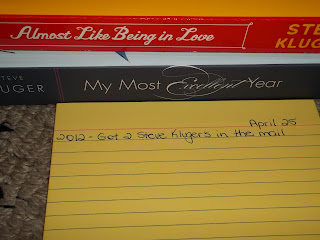 Almost Like Being in Love
STE
KLUG
STEVE
KLUGER
My Most Excellent Year
April 25
2012 - Got 2 Steve Klugers in the mail